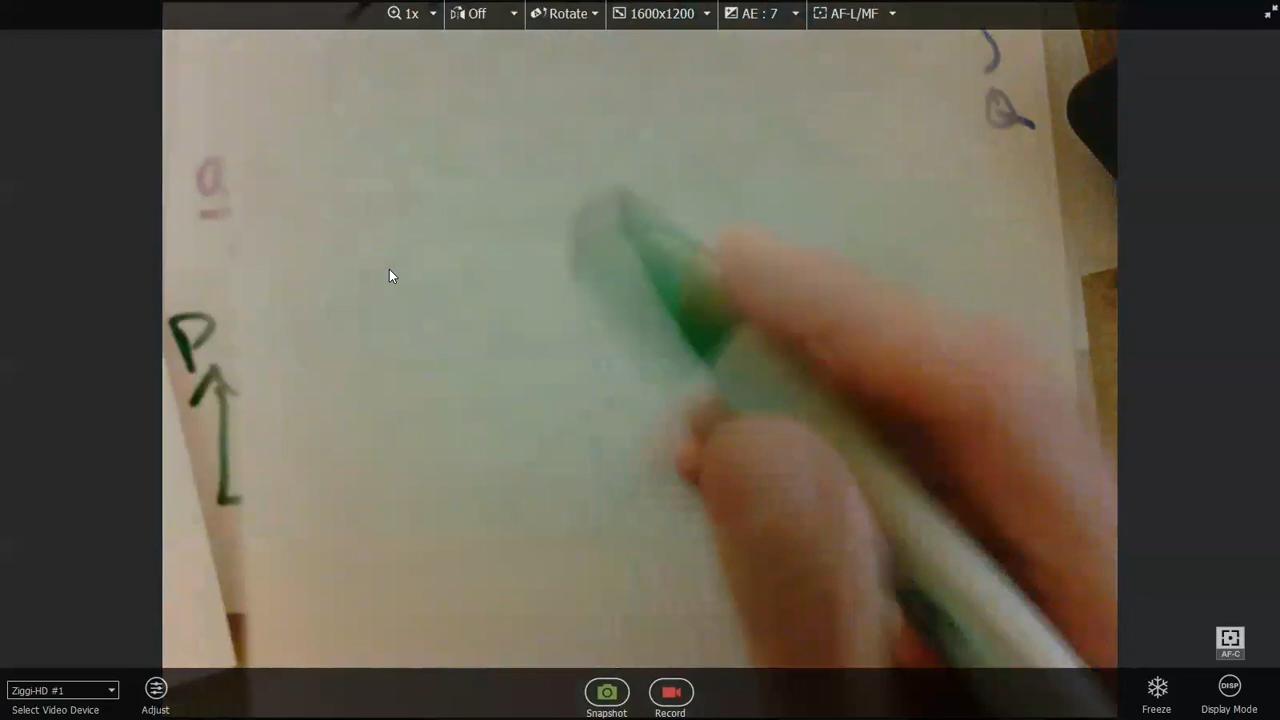 1x Off Rotate 1600x1200 AE : 7 AF-L/MF
Q
a
P
AF-C
Ziggi-HD #1
Select Video Device Adjust Snapshot Record Freeze DISP Display Mode